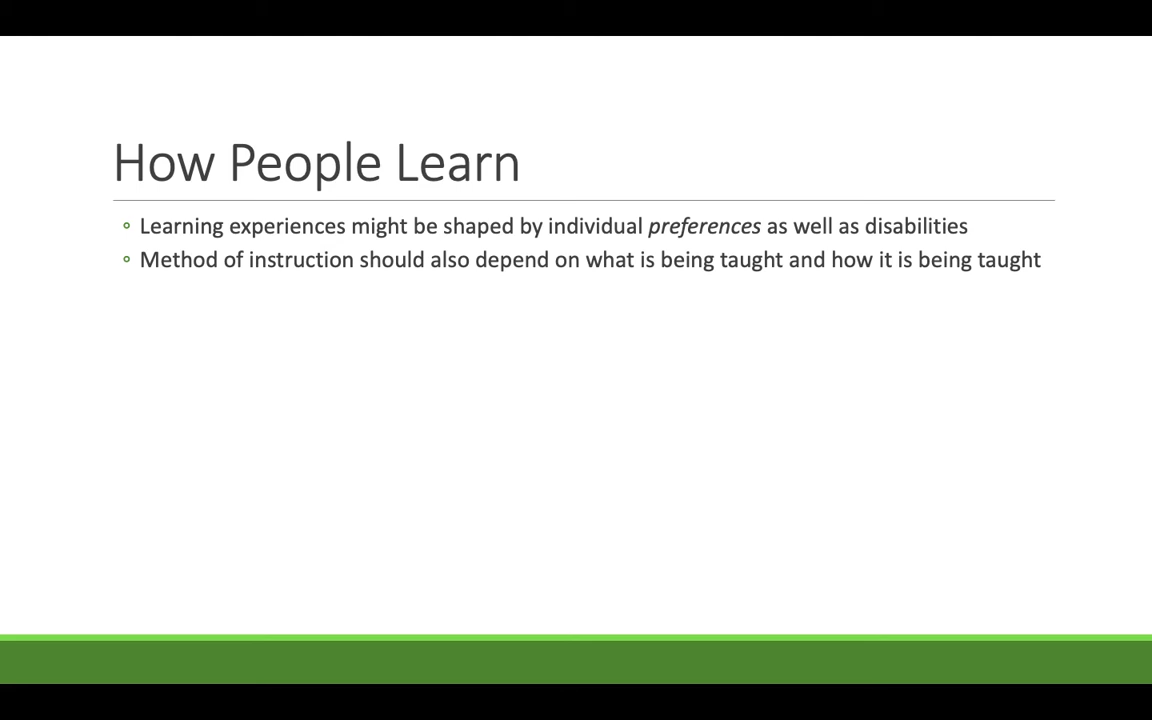 How People Learn
Learning experiences might be shaped by individual preferences as well as disabilities
Method of instruction should also depend on what is being taught and how it is being taught